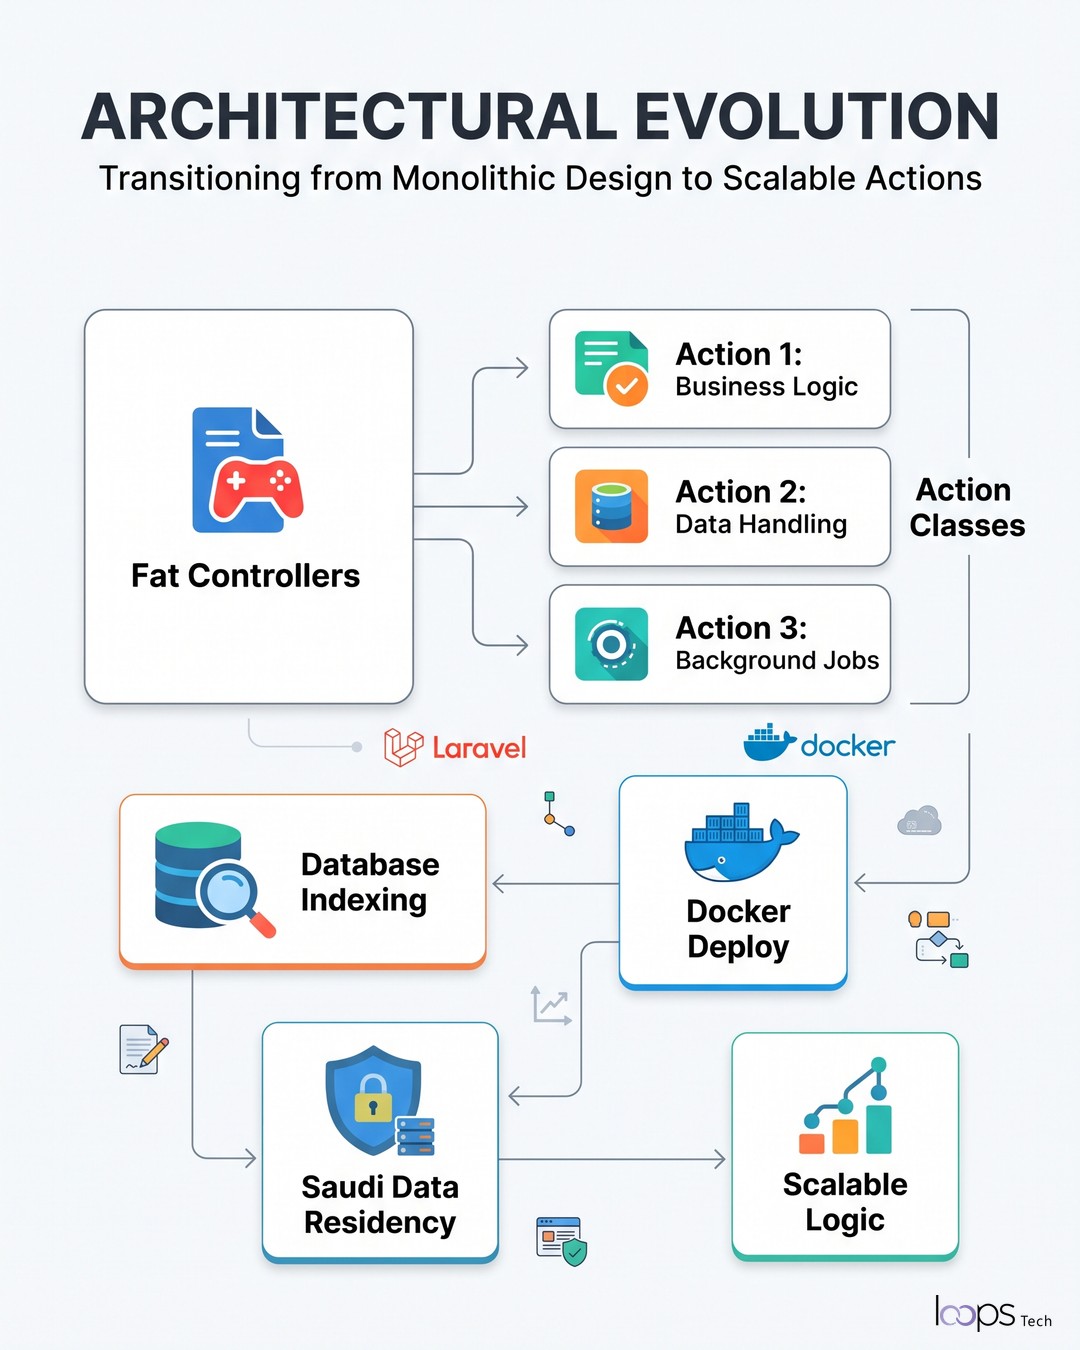 ARCHITECTURAL EVOLUTION
Transitioning from Monolithic Design to Scalable Actions
Fat Controllers
Action 1:
Business Logic
Action 2:
Data Handling
Action 3:
Background Jobs
Action
Classes
Laravel
docker
Database
Indexing
Docker
Deploy
Saudi Data
Residency
Scalable
Logic
loops Tech